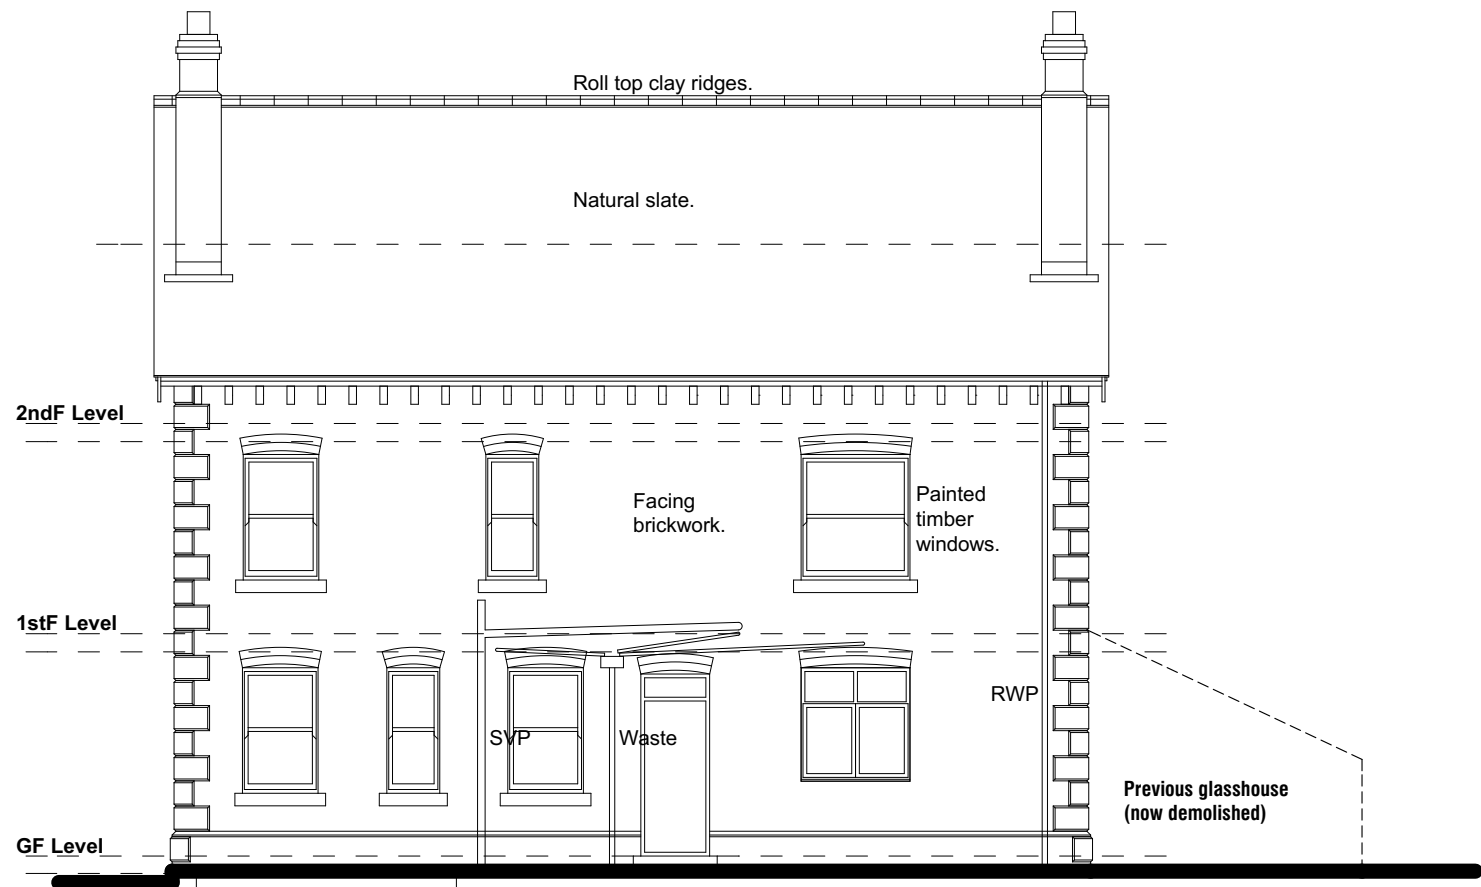 Roll top clay ridges.
Natural slate.
2ndF Level
Facing
brickwork.
Painted
timber
windows.
1stF Level
RWP
SVP
Waste
Previous glasshouse
(now demolished)
GF Level